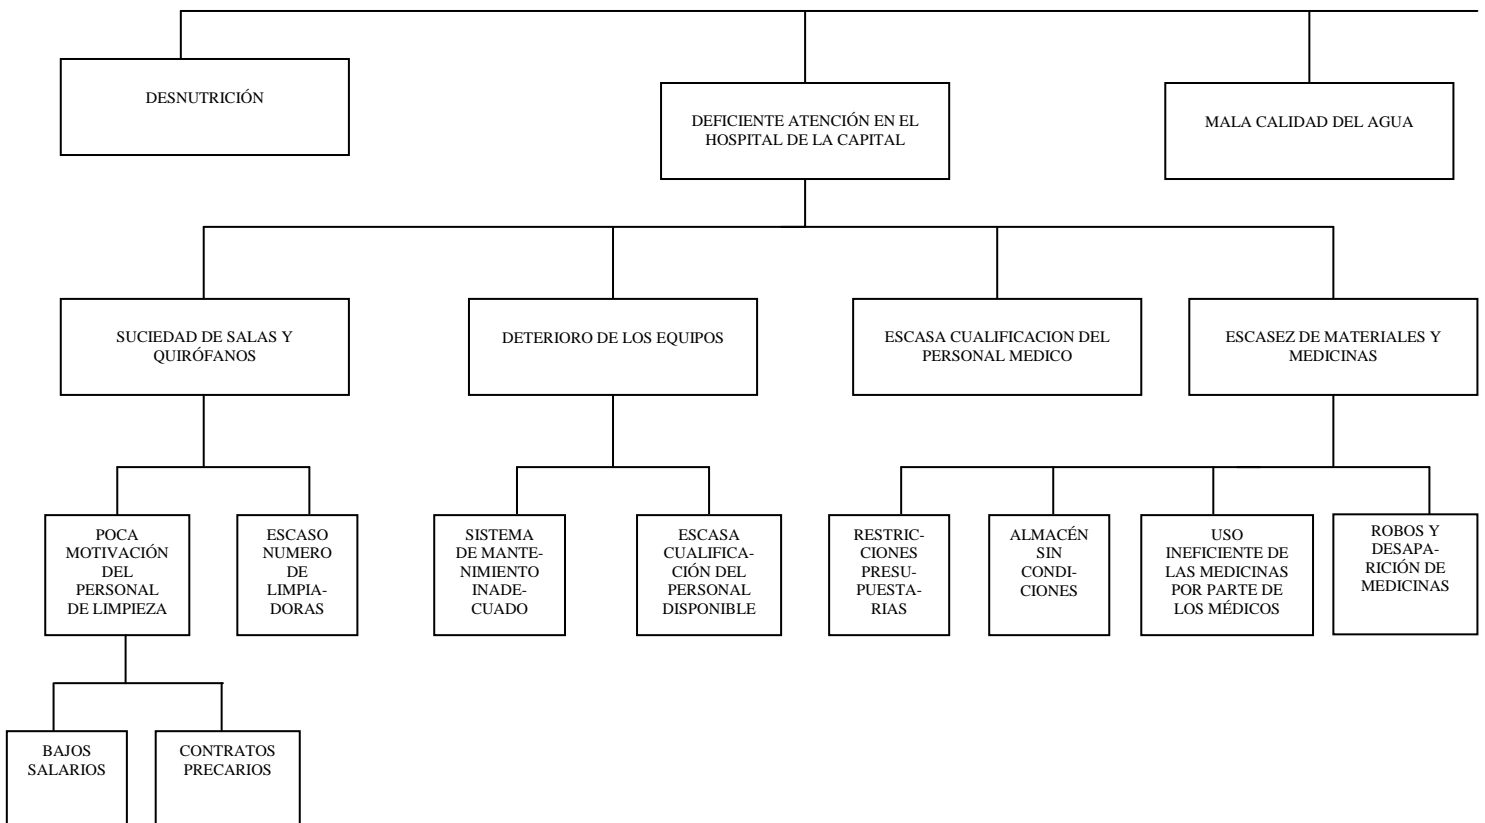 DESNUTRICIÓN
DEFICIENTE ATENCIÓN EN EL
HOSPITAL DE LA CAPITAL
MALA CALIDAD DEL AGUA
SUCIEDAD DE SALAS Y
QUIRÓFANOS
DETERIORO DE LOS EQUIPOS
ESCASA CUALIFICACION DEL
PERSONAL MEDICO
ESCASEZ DE MATERIALES Y
MEDICINAS
POCA
MOTIVACIÓN
DEL
PERSONAL
DE LIMPIEZA
ESCASO
NUMERO
DE
LIMPIA-
DORAS
SISTEMA
DE MANTE-
NIMIENTO
INADE-
CUADO
ESCASA
CUALIFICA-
CIÓN DEL
PERSONAL
DISPONIBLE
RESTRIC-
CIONES
PRESU-
PUESTA-
RIAS
ALMACÉN
SIN
CONDI-
CIONES
USO
INEFICIENTE DE
LAS MEDICINAS
POR PARTE DE
LOS MÉDICOS
ROBOS Y
DESAPA-
RICIÓN DE
MEDICINAS
BAJOS
SALARIOS
CONTRATOS
PRECARIOS